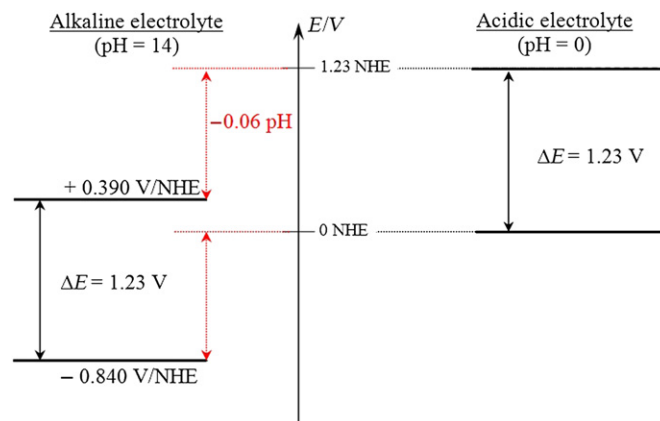 Alkaline electrolyte
(pH = 14)
E/V
Acidic electrolyte
(pH = 0)
1.23 NHE
−0.06 pH
ΔE = 1.23 V
+ 0.390 V/NHE
0 NHE
ΔE = 1.23 V
− 0.840 V/NHE